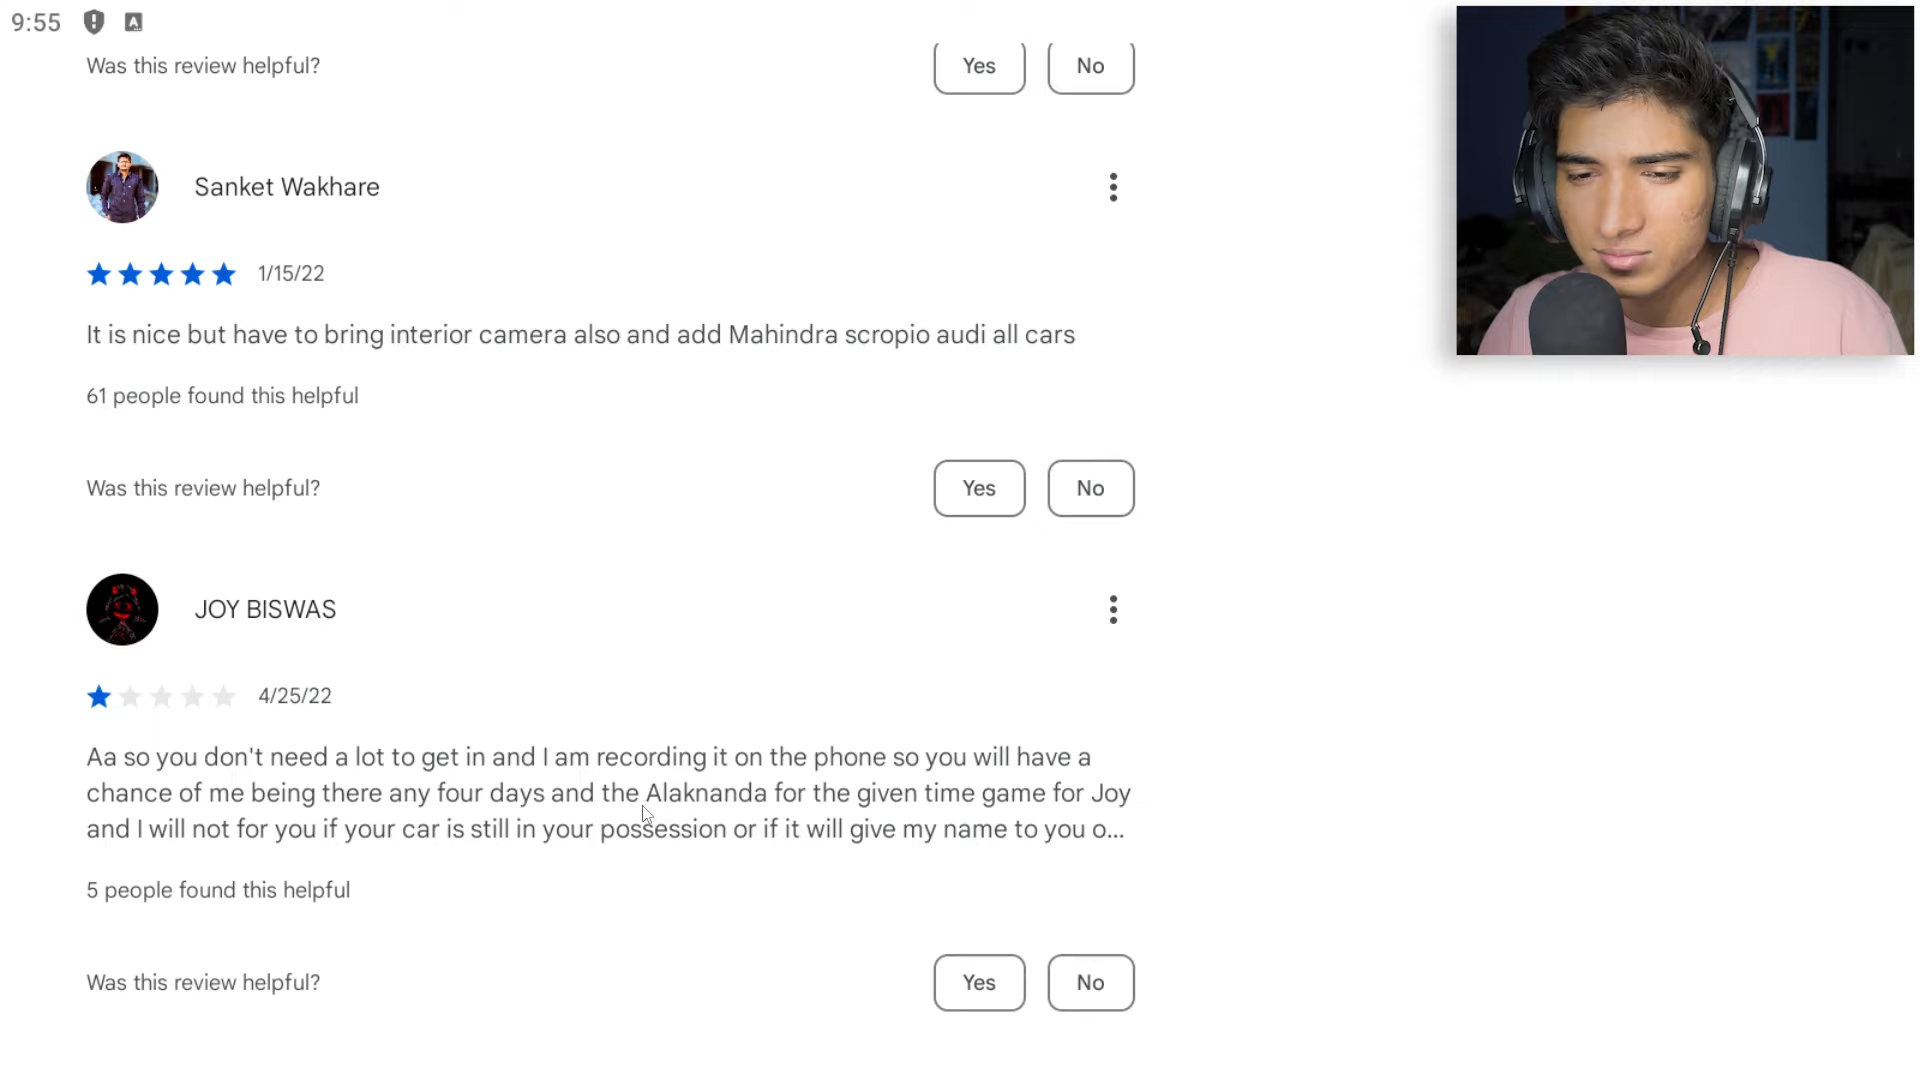 9:55
Was this review helpful?
Yes
No
Sanket Wakhare
1/15/22
It is nice but have to bring interior camera also and add Mahindra scropio audi all cars
61 people found this helpful
Was this review helpful?
Yes
No
JOY BISWAS
4/25/22
Aa so you don't need a lot to get in and I am recording it on the phone so you will have a
chance of me being there any four days and the Alaknanda for the given time game for Joy
and I will not for you if your car is still in your possession or if it will give my name to you o...
5 people found this helpful
Was this review helpful?
Yes
No